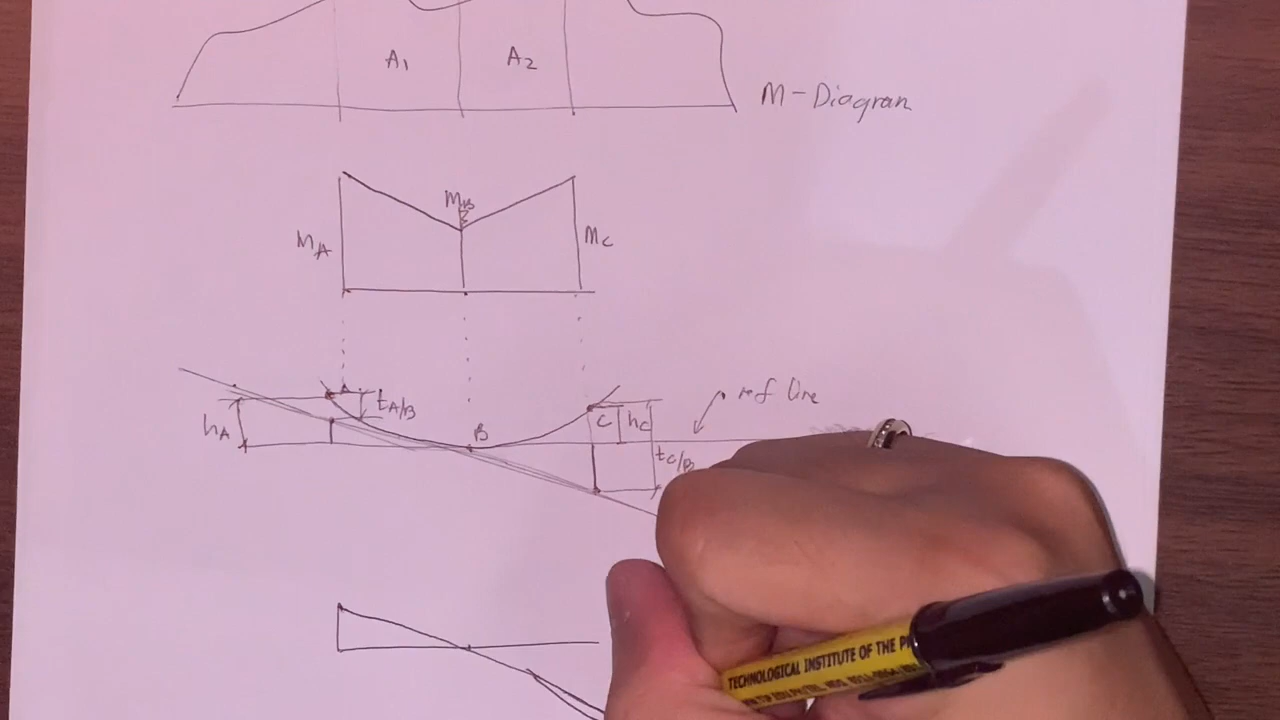 A1 A2
M-Diagram
MB
MA MC
A tA/B
ref line
hA B C hC
tC/B
TECHNOLOGICAL INSTITUTE OF THE